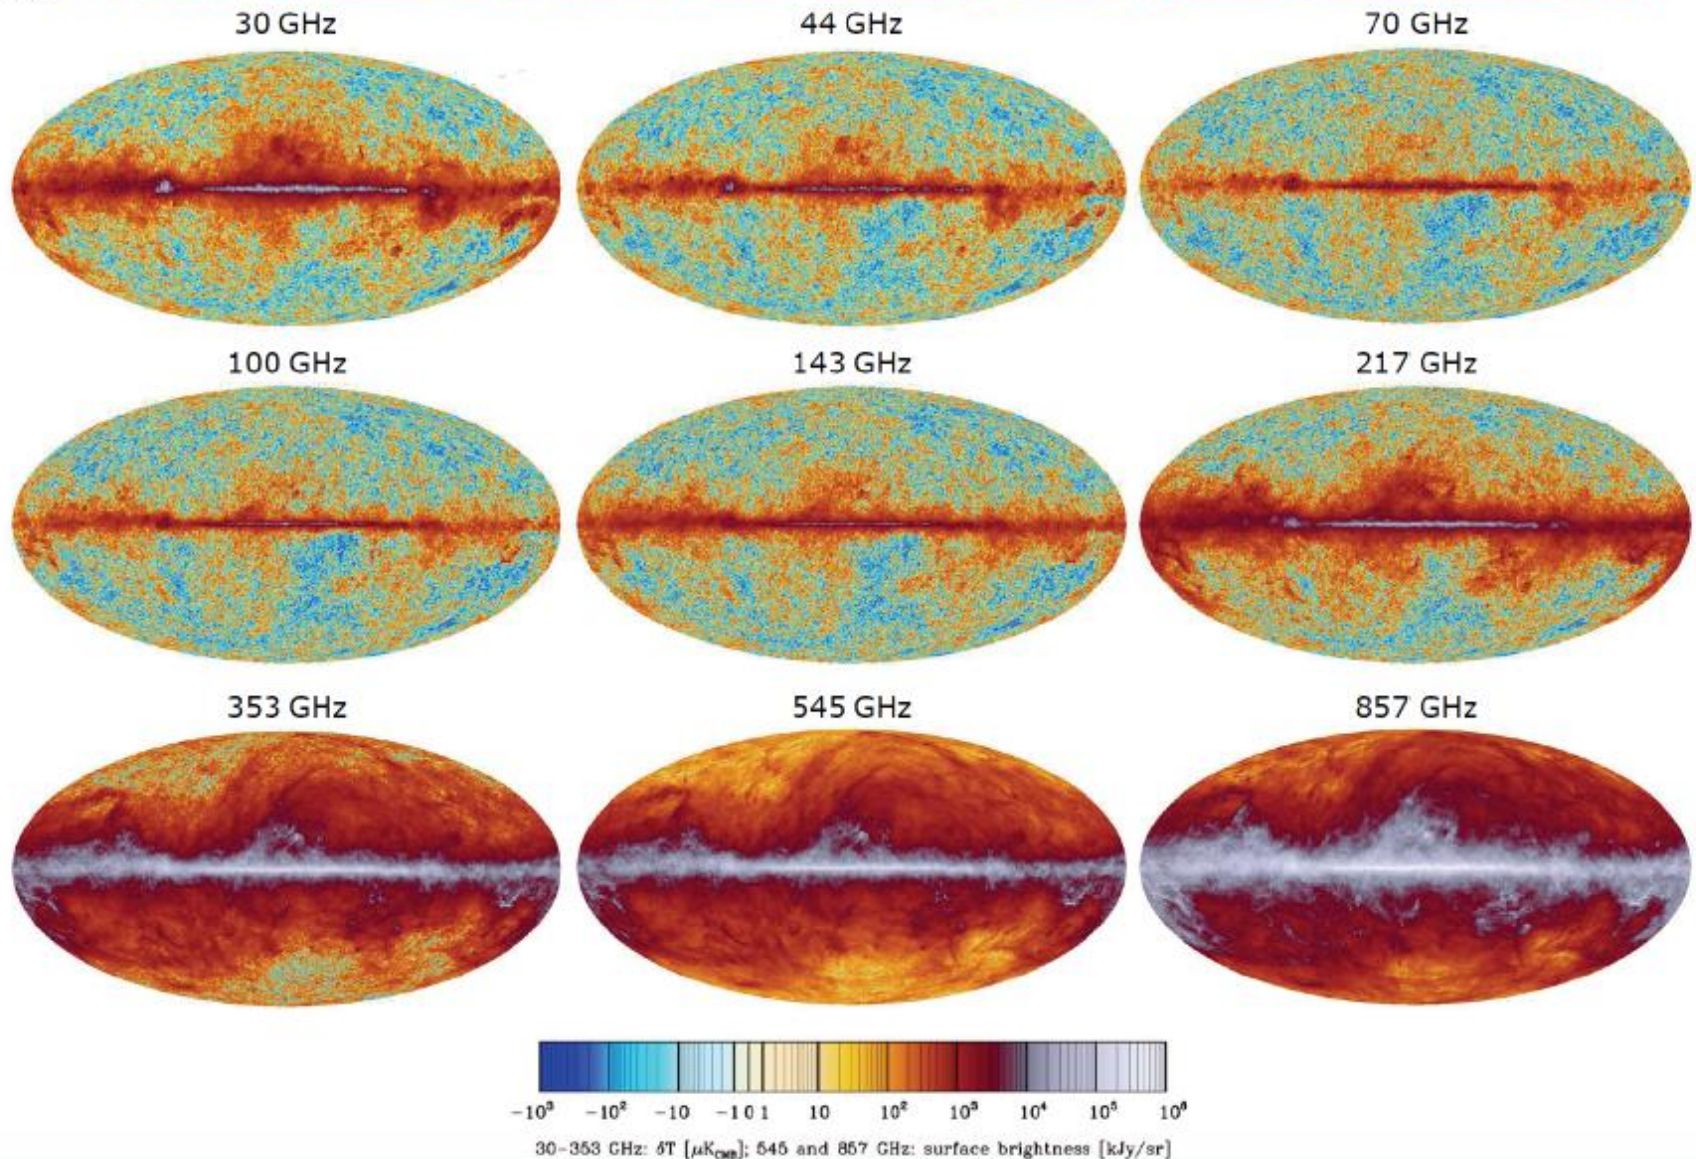 30 GHz 44 GHz 70 GHz
100 GHz 143 GHz 217 GHz
353 GHz 545 GHz 857 GHz
−10³ −10² −10 −1 0 1 10 10² 10³ 10⁴ 10⁵ 10⁶
30–353 GHz: δT [μK_CMB]; 545 and 857 GHz: surface brightness [kJy/sr]